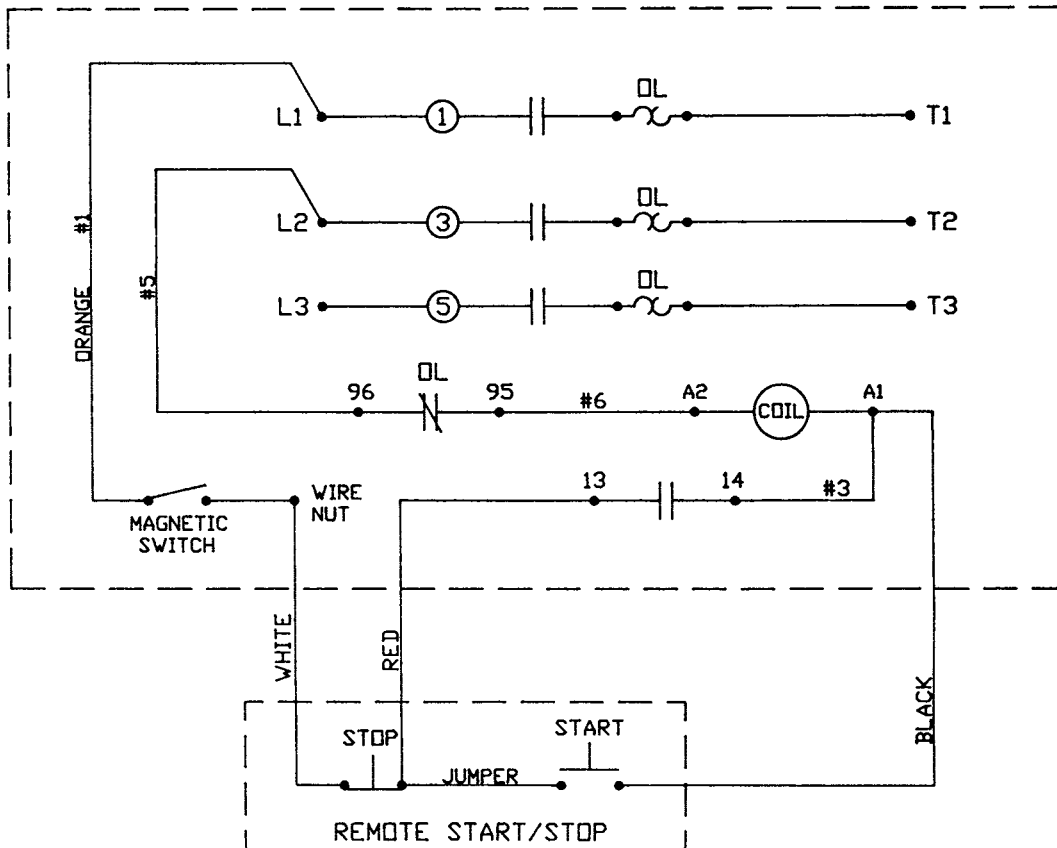 OL
L1 1 T1
OL
#1
L2 3 T2
#5
OL
ORANGE
L3 5 T3
OL
96 95 #6 A2 COIL A1
13 14 #3
WIRE
NUT
MAGNETIC
SWITCH
WHITE
RED
BLACK
STOP
START
JUMPER
REMOTE START/STOP